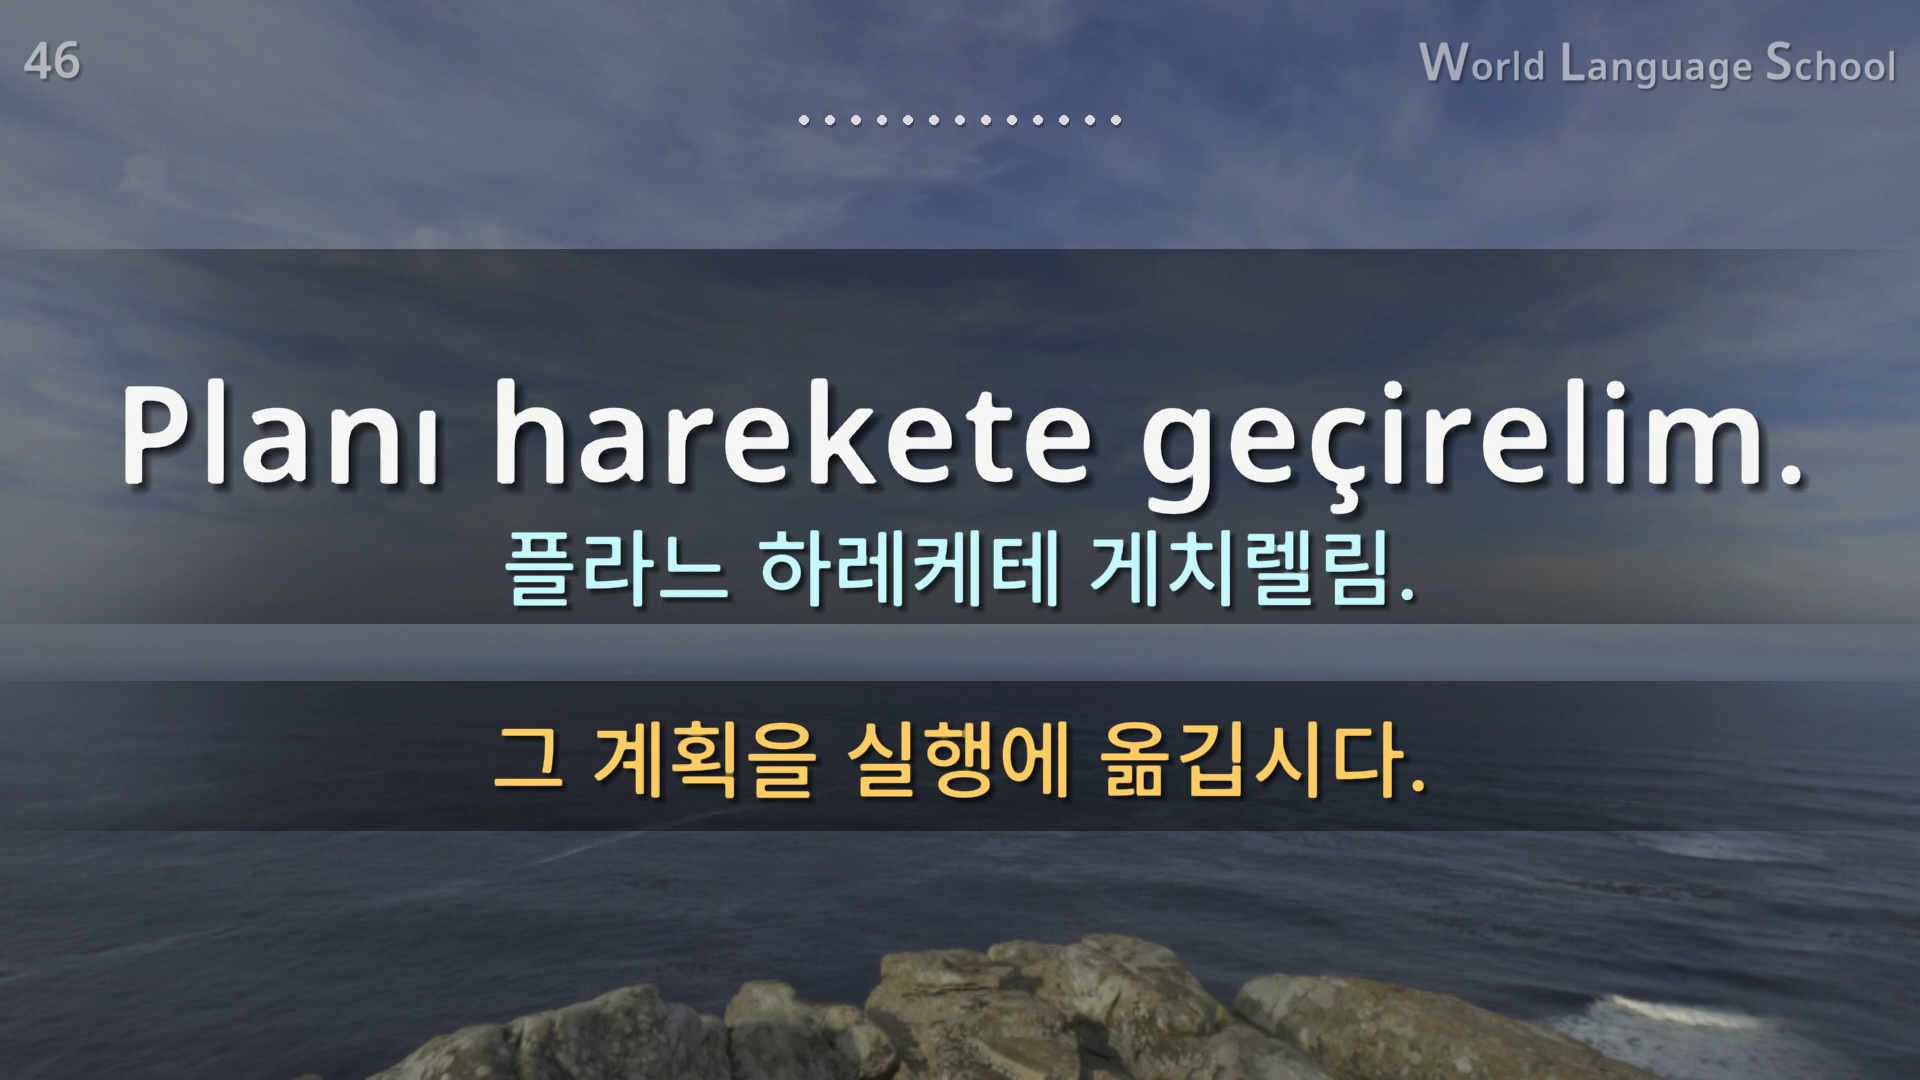 46
World Language School
Planı harekete geçirelim.
플라느 하레케테 게치렐림.
그 계획을 실행에 옮깁시다.